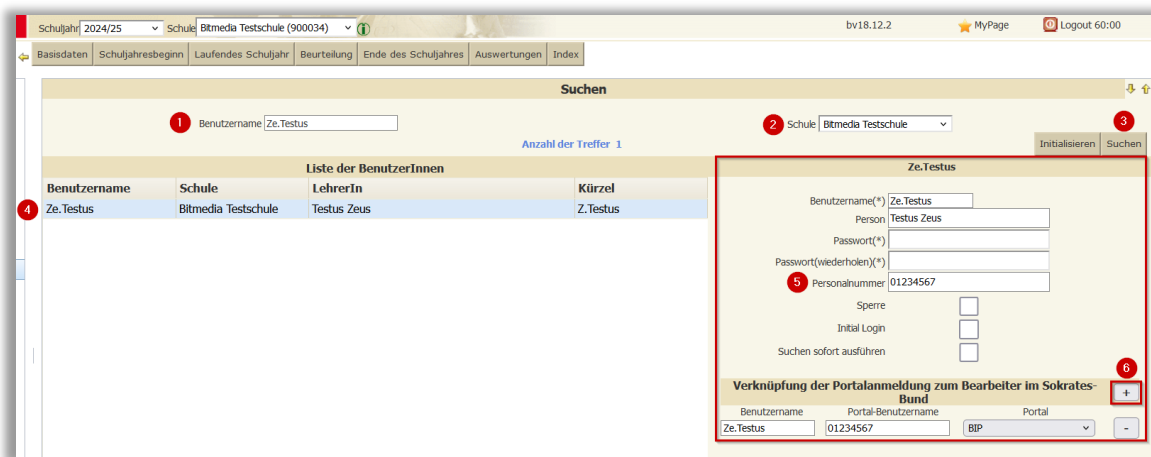 Schuljahr 2024/25 Schule Bitmedia Testschule (900034) bv18.12.2 MyPage Logout 60:00
Basisdaten Schuljahresbeginn Laufendes Schuljahr Beurteilung Ende des Schuljahres Auswertungen Index
Suchen
1 Benutzername Ze.Testus 2 Schule Bitmedia Testschule 3
Anzahl der Treffer 1 Initialisieren Suchen
Liste der BenutzerInnen
Benutzername Schule LehrerIn Kürzel
4 Ze.Testus Bitmedia Testschule Testus Zeus Z.Testus
Ze.Testus
Benutzername(*) Ze.Testus
Person Testus Zeus
Passwort(*)
Passwort(wiederholen)(*)
5 Personalnummer 01234567
Sperre
Initial Login
Suchen sofort ausführen
6
Verknüpfung der Portalanmeldung zum Bearbeiter im Sokrates-
Bund +
Benutzername Portal-Benutzername Portal
Ze.Testus 01234567 BIP -